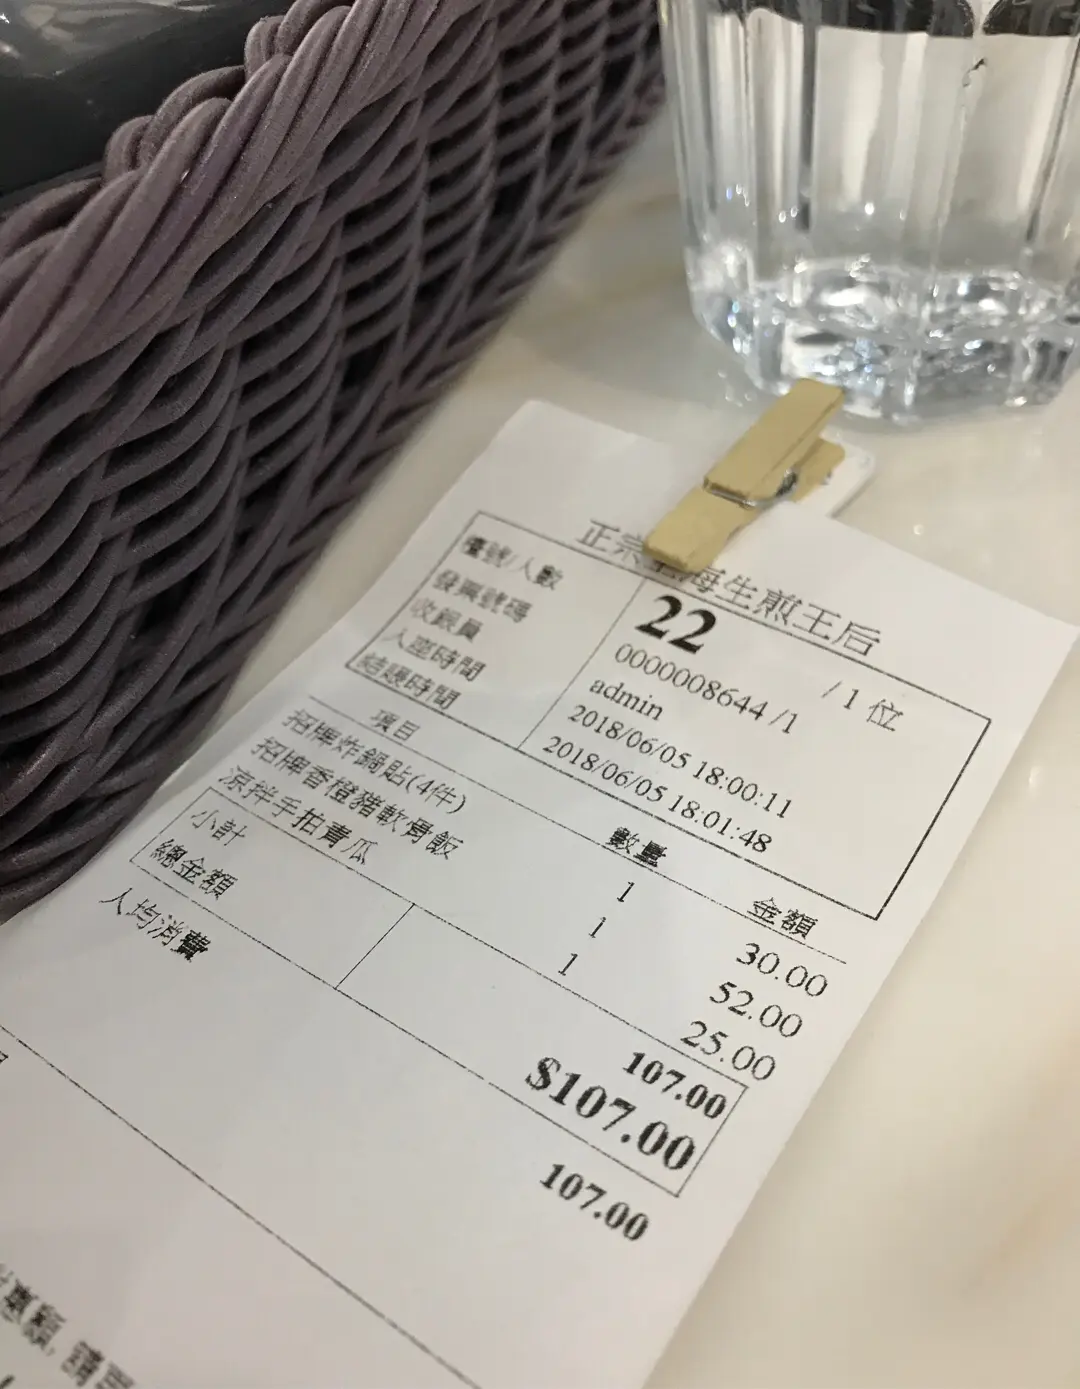 正宗上海生煎王后
檯號/人數 22 / 1 位
發票號碼 0000008644 /1
收銀員 admin
入座時間 2018/06/05 18:00:11
結賬時間 2018/06/05 18:01:48
項目 數量 金額
招牌炸鍋貼(4件) 1 30.00
招牌香橙豬軟骨飯 1 52.00
涼拌手拍青瓜 1 25.00
小計 107.00
總金額 $107.00
人均消費 107.00